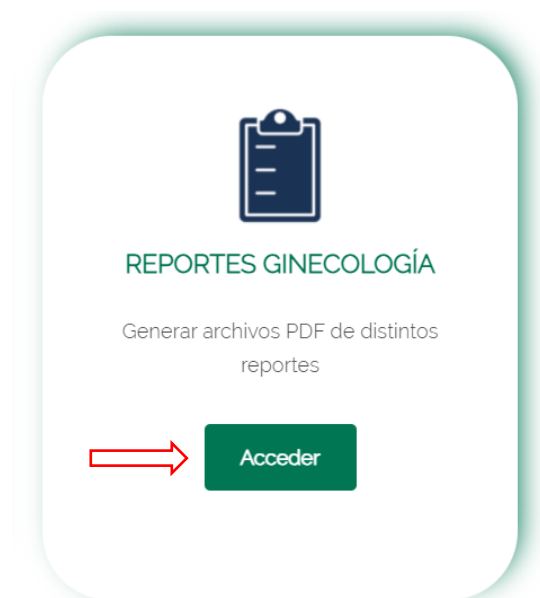 REPORTES GINECOLOGÍA
Generar archivos PDF de distintos
reportes
Acceder